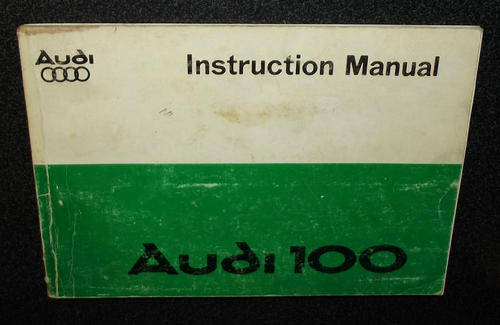 Audi
Instruction Manual
Audi 100